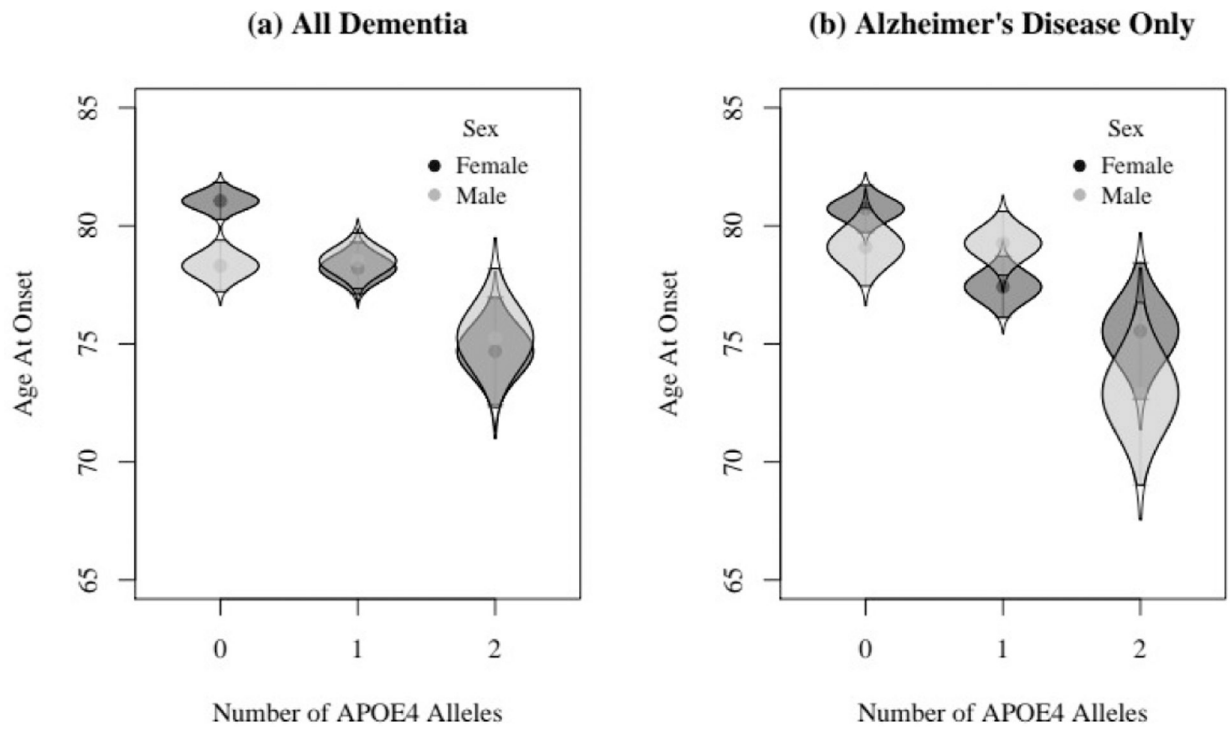 (a) All Dementia
85
80
75
70
65
Age At Onset
Sex
Female
Male
0 1 2
Number of APOE4 Alleles
(b) Alzheimer's Disease Only
85
80
75
70
65
Age At Onset
Sex
Female
Male
0 1 2
Number of APOE4 Alleles